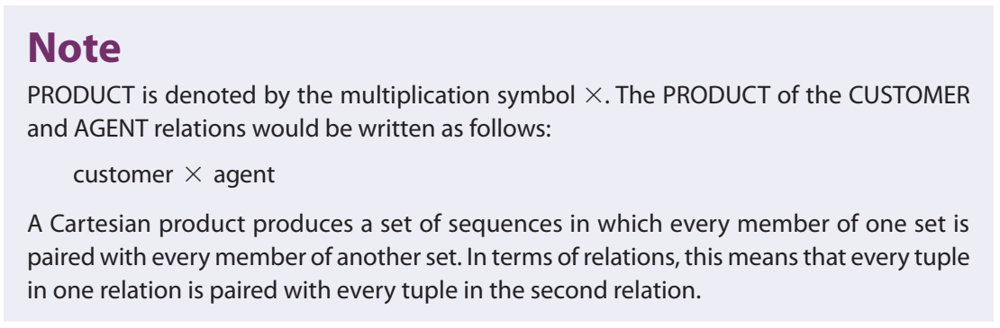 Note
PRODUCT is denoted by the multiplication symbol ×. The PRODUCT of the CUSTOMER
and AGENT relations would be written as follows:
customer × agent
A Cartesian product produces a set of sequences in which every member of one set is
paired with every member of another set. In terms of relations, this means that every tuple
in one relation is paired with every tuple in the second relation.